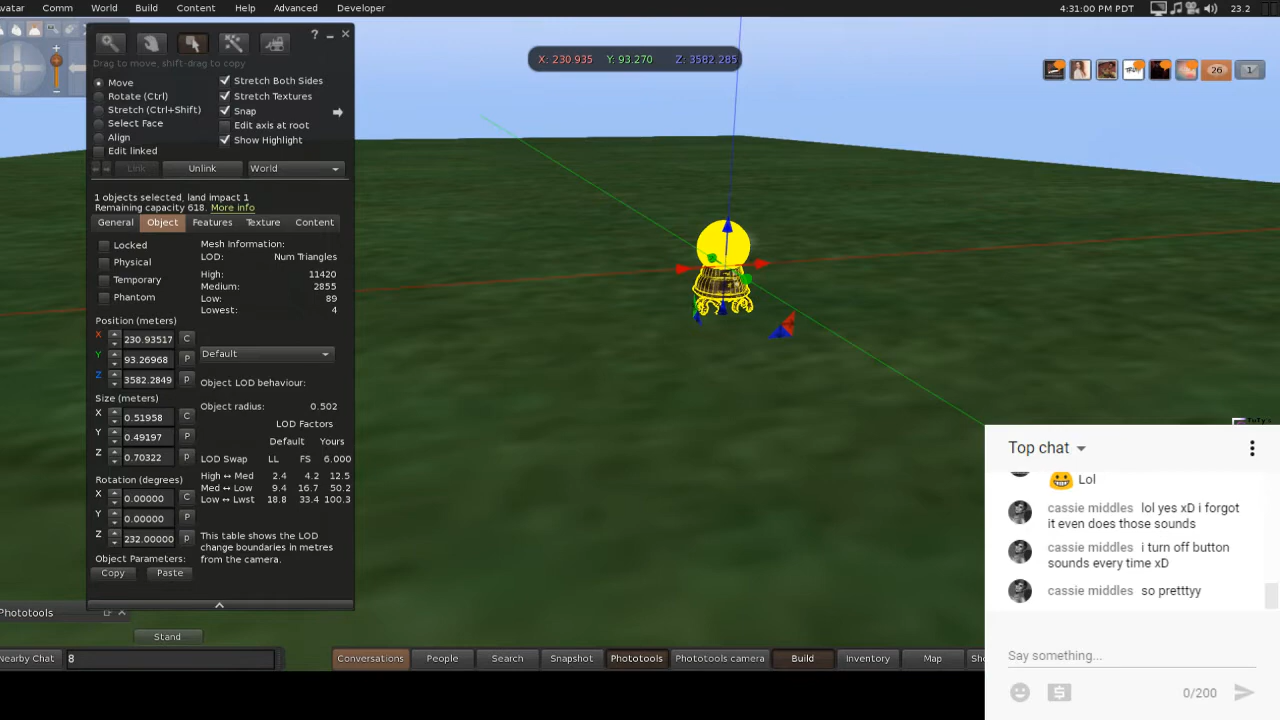 vatar Comm World Build Content Help Advanced Developer 4:31:00 PM PDT 23.2
X: 230.935 Y: 93.270 Z: 3582.285
26 1
? _
Drag to move, shift-drag to copy
Move
Rotate (Ctrl)
Stretch (Ctrl+Shift)
Select Face
Align
Edit linked
Stretch Both Sides
Stretch Textures
Snap
Edit axis at root
Show Highlight
Link Unlink World
1 objects selected, land impact 1
Remaining capacity 618. More info
General Object Features Texture Content
Locked
Physical
Temporary
Phantom
Mesh Information:
LOD: Num Triangles
High: 11420
Medium: 2855
Low: 89
Lowest: 4
Position (meters)
X 230.93517 C
Y 93.26968 P
Z 3582.2849 p
Default
Object LOD behaviour:
Size (meters)
X 0.51958 C
Y 0.49197 P
Z 0.70322 p
Object radius: 0.502
LOD Factors
Default Yours
LOD Swap LL FS 6.000
High ↔ Med 2.4 4.2 12.5
Med ↔ Low 9.4 16.7 50.2
Low ↔ Lwst 18.8 33.4 100.3
Rotation (degrees)
X 0.00000 C
Y 0.00000 P
Z 232.00000 p
This table shows the LOD
change boundaries in metres
from the camera.
Object Parameters:
Copy Paste
Phototools
Stand
Nearby Chat 8
Conversations People Search Snapshot Phototools Phototools camera Build Inventory Map
Top chat
😀 Lol
cassie middles lol yes xD i forgot
it even does those sounds
cassie middles i turn off button
sounds every time xD
cassie middles so pretttyy
Say something...
0/200